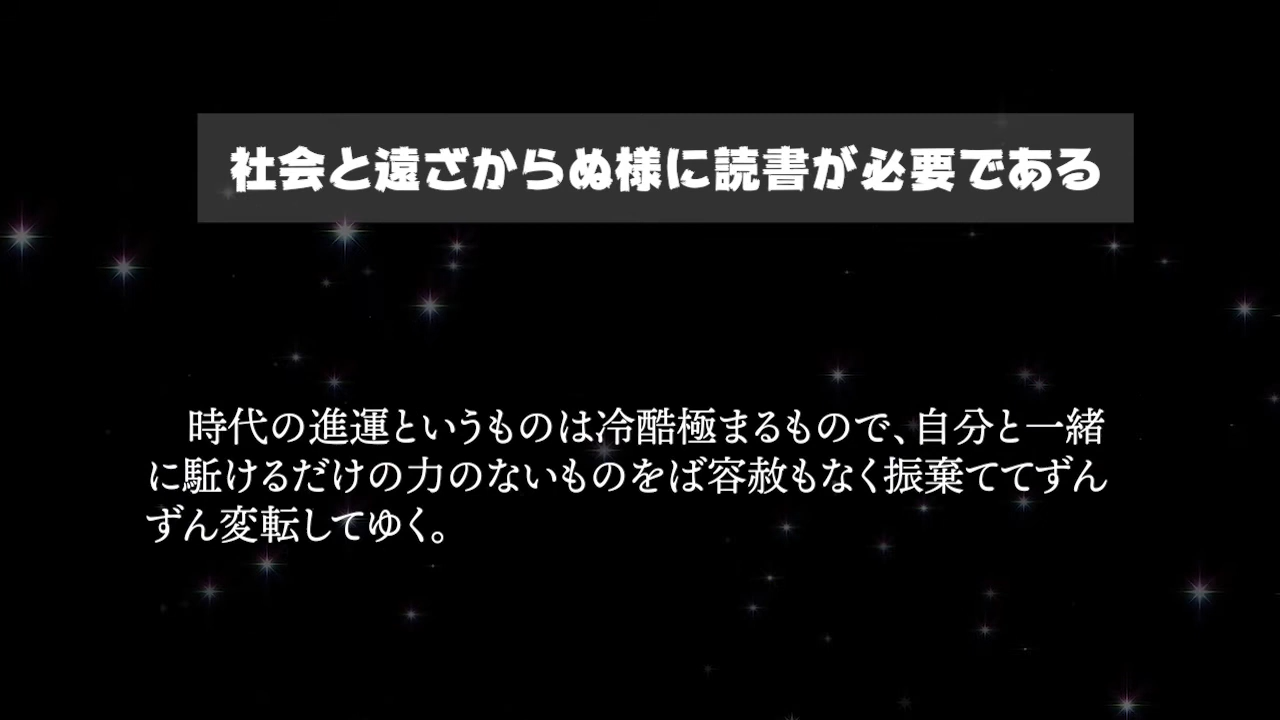 社会と遠ざからぬ様に読書が必要である
時代の進運というものは冷酷極まるもので、自分と一緒
に駈けるだけの力のないものをば容赦もなく振棄ててずん
ずん変転してゆく。